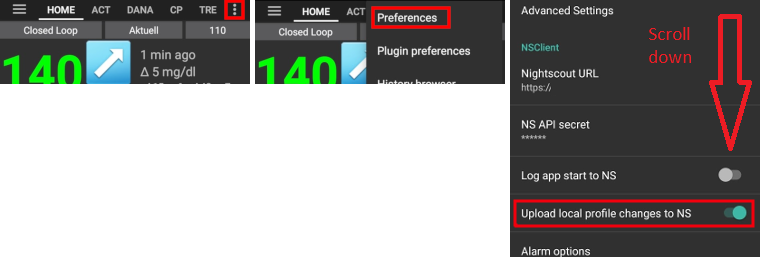 HOME ACT DANA CP TRE
Closed Loop Aktuell 110
140
1 min ago
Δ 5 mg/dl
HOME ACT
Closed Loop
140
Preferences
Plugin preferences
History browser
Advanced Settings
NSClient
Nightscout URL
https:/
NS API secret
******
Log app start to NS
Upload local profile changes to NS
Alarm options
Scroll
down